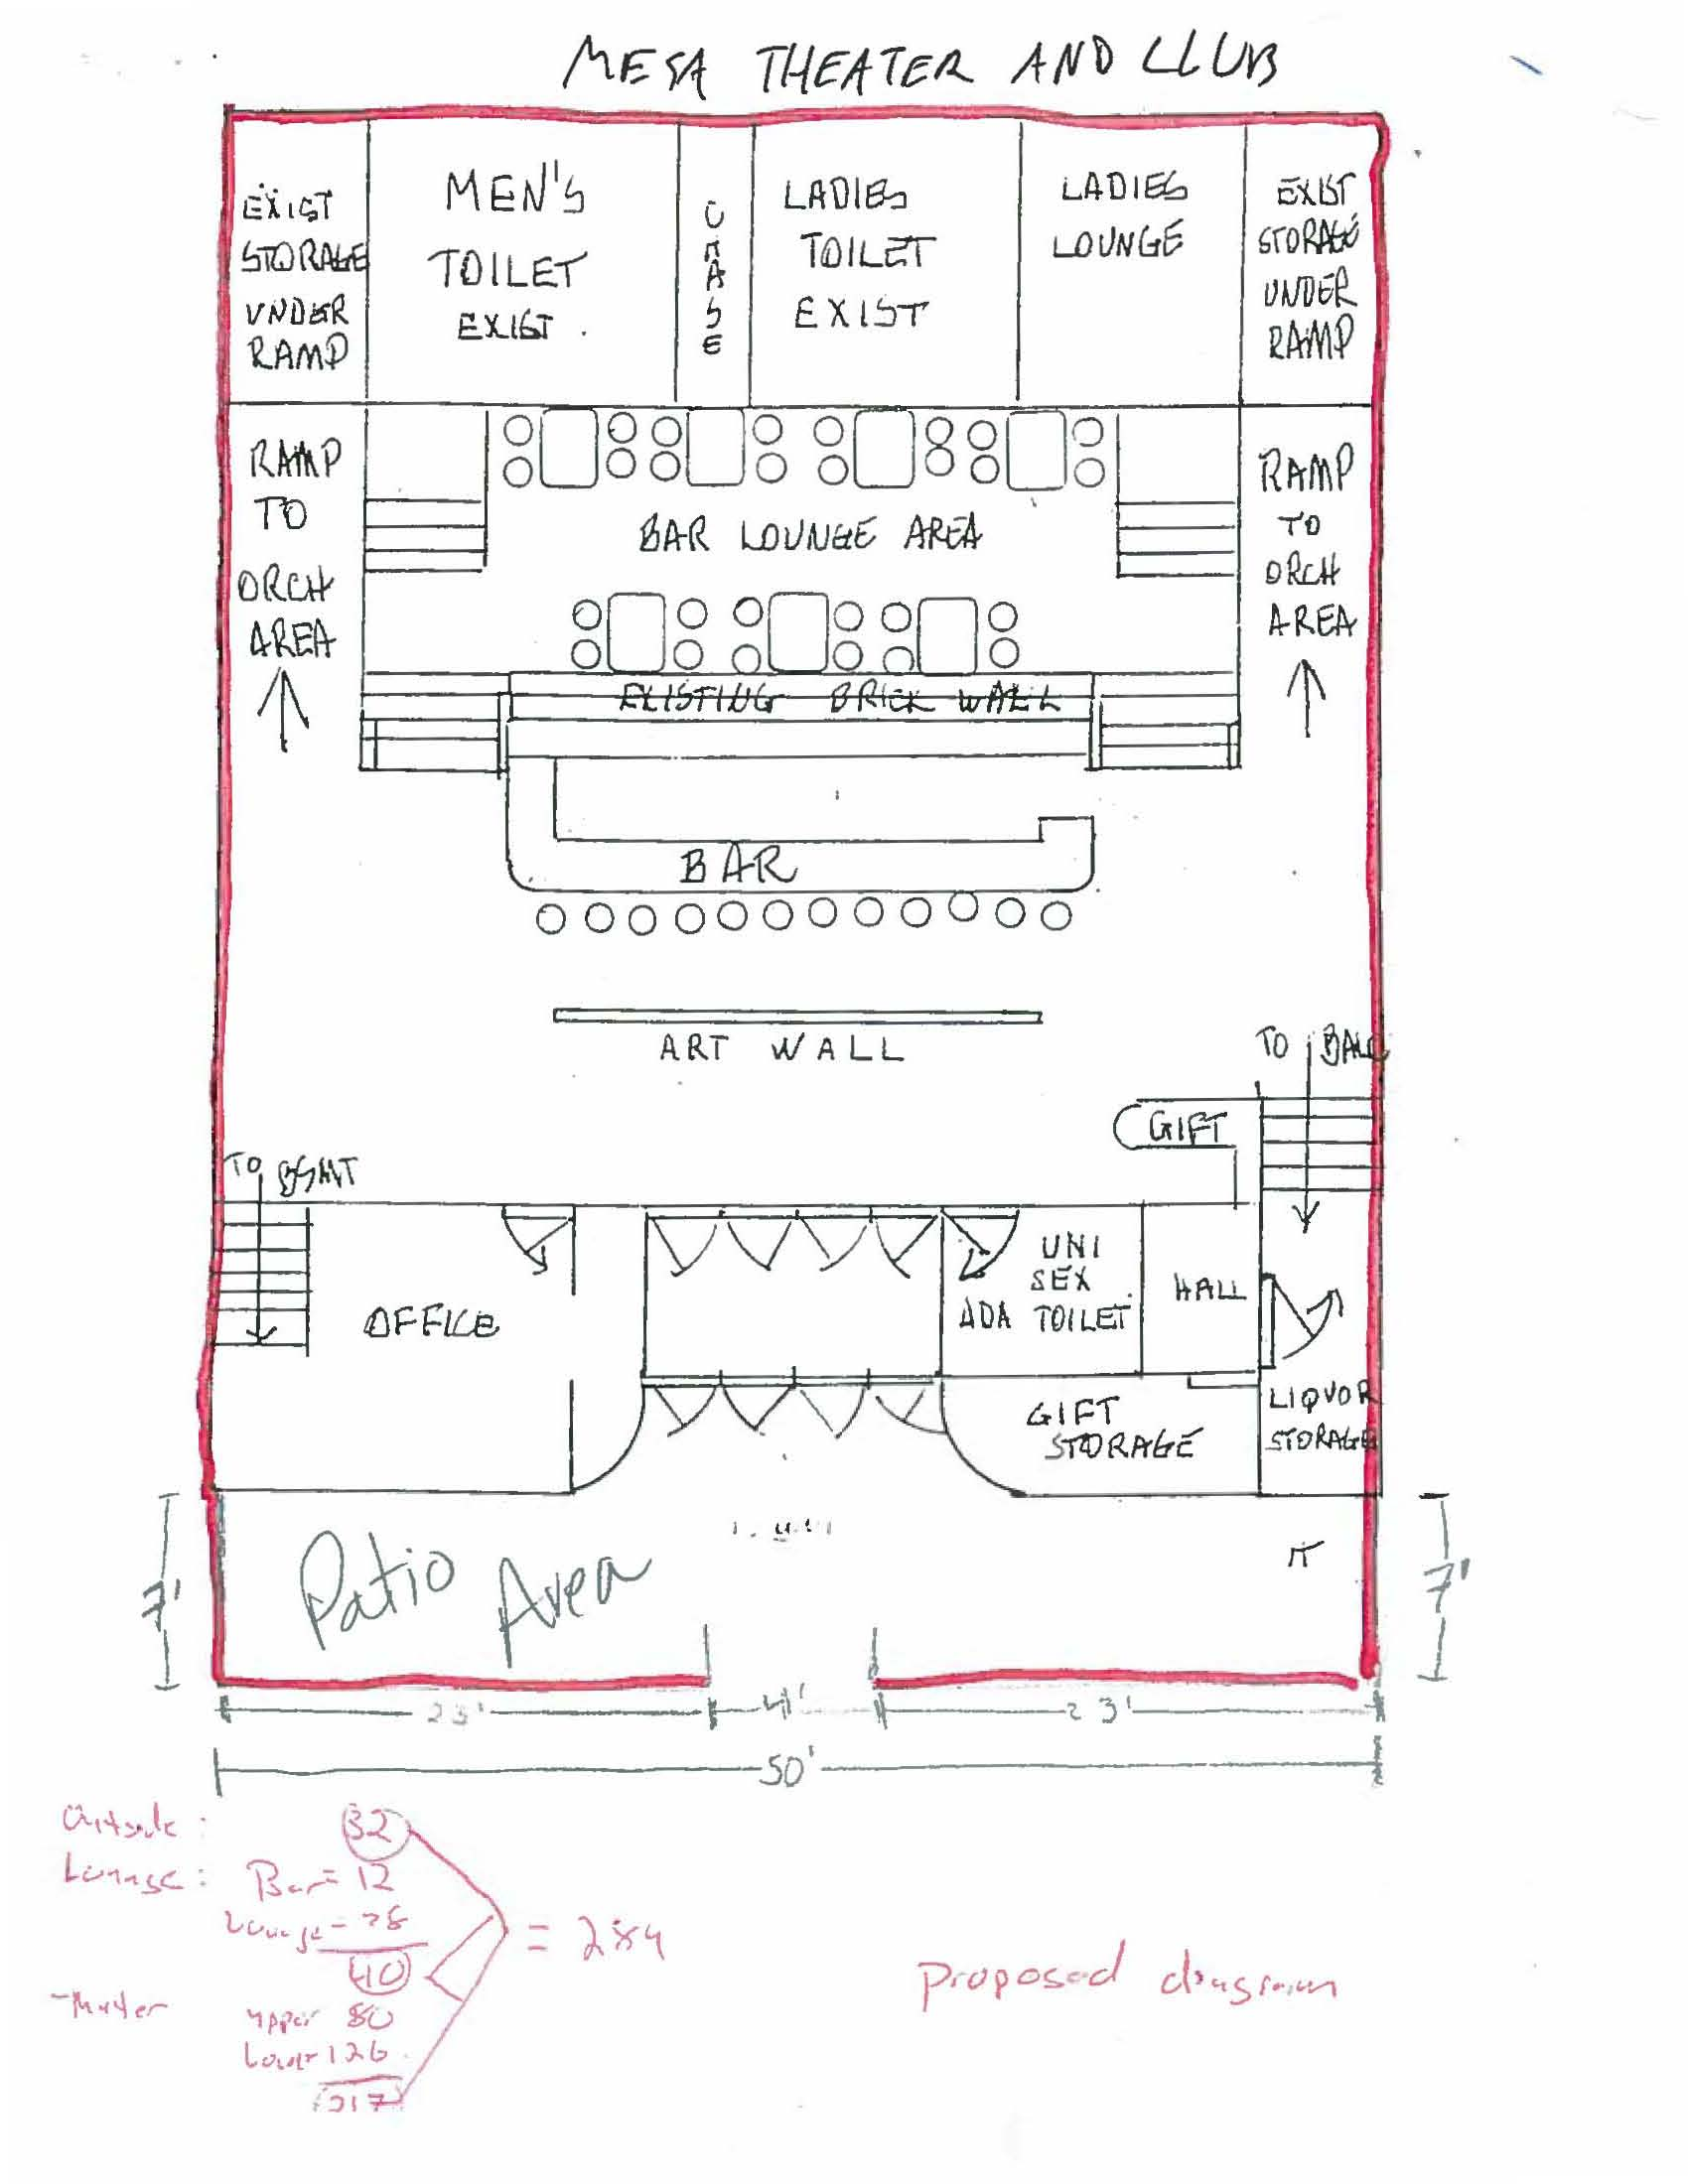 MESA THEATER AND CLUB
EXIST
STORAGE
UNDER
RAMP
MEN'S
TOILET
EXIST.
CHASE
LADIES
TOILET
EXIST
LADIES
LOUNGE
EXIST
STORAGE
UNDER
RAMP
RAMP
TO
ORCH
AREA
BAR LOUNGE AREA
RAMP
TO
ORCH
AREA
EXISTING BRICK WALL
BAR
ART WALL
TO BALC
GIFT
TO BSMT
OFFICE
UNI
SEX
ADA TOILET
HALL
GIFT
STORAGE
LIQUOR
STORAGE
Patio Area
7'
7'
23'
4'
23'
50'
Outside: 32
Lounge: Bar = 12
Lounge - 28
40
= 284
Theater upper 80
Lower 126
proposed diagram